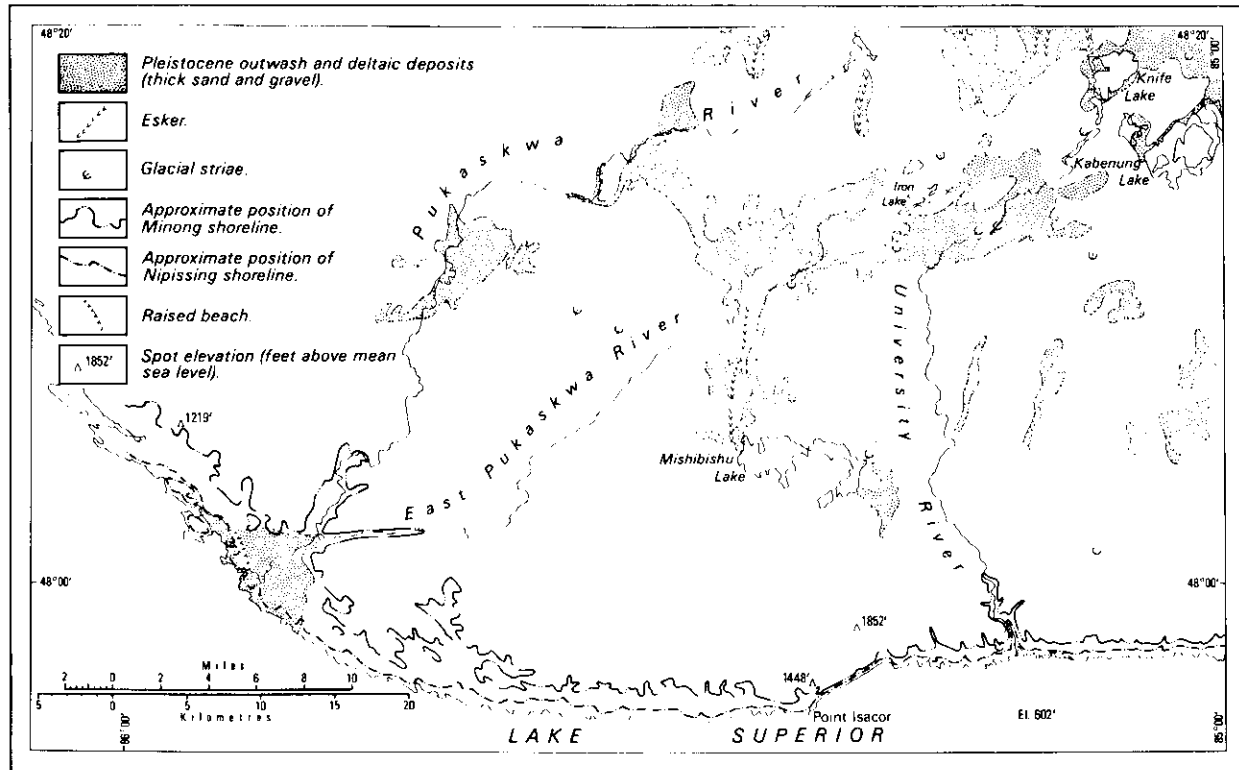 48°20'
48°20'
85°00'
Pleistocene outwash and deltaic deposits
(thick sand and gravel).
Esker.
Glacial striae.
Approximate position of
Minong shoreline.
Approximate position of
Nipissing shoreline.
Raised beach.
1852'
Spot elevation (feet above mean
sea level).
Pukaskwa River
Knife
Lake
Kabenung
Lake
Iron
Lake
East Pukaskwa River
University River
1219'
Mishibishu
Lake
48°00'
48°00'
1852'
1448'
Point Isacor
El. 602'
Miles
2 0 2 4 6 8 10
5 0 5 10 15 20
Kilometres
86°00'
85°00'
LAKE SUPERIOR